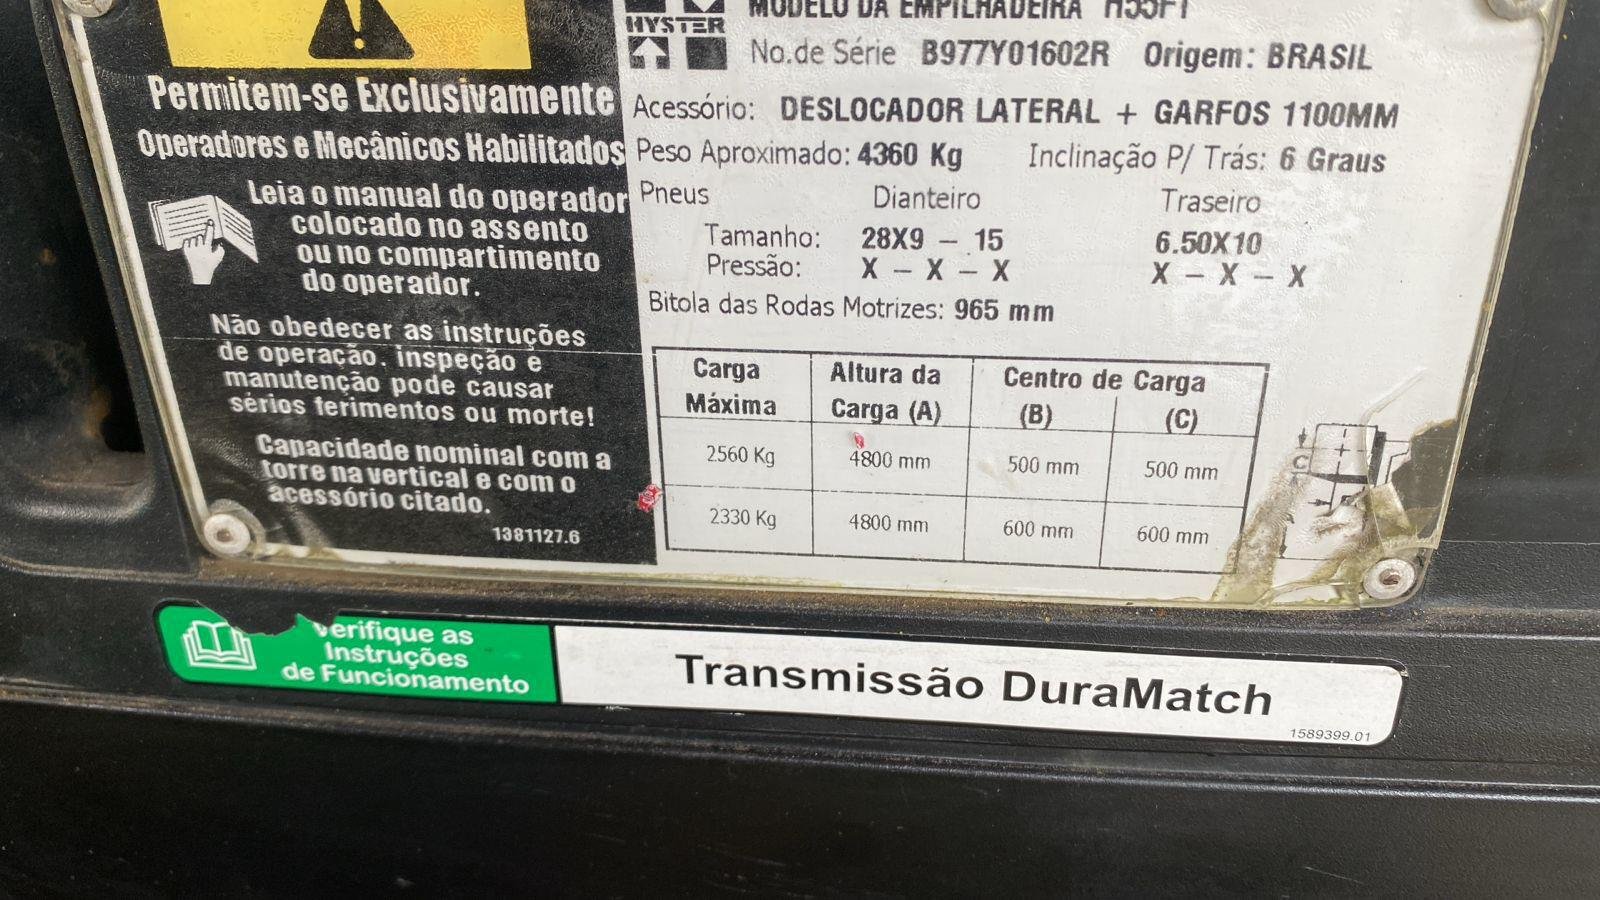 Permitem-se Exclusivamente
Operadores e Mecânicos Habilitados
Leia o manual do operador
colocado no assento
ou no compartimento
do operador.
Não obedecer as instruções
de operação, inspeção e
manutenção pode causar
sérios ferimentos ou morte!
Capacidade nominal com a
torre na vertical e com o
acessório citado.
1381127.6
HYSTER
MODELO DA EMPILHADEIRA H55FT
No.de Série B977Y01602R Origem: BRASIL
Acessório: DESLOCADOR LATERAL + GARFOS 1100MM
Peso Aproximado: 4360 Kg Inclinação P/ Trás: 6 Graus
Pneus Dianteiro Traseiro
Tamanho: 28X9 – 15 6.50X10
Pressão: X – X – X X – X – X
Bitola das Rodas Motrizes: 965 mm
Carga Máxima Altura da Carga (A) Centro de Carga
(B) (C)
2560 Kg 4800 mm 500 mm 500 mm
2330 Kg 4800 mm 600 mm 600 mm
C
Verifique as
Instruções
de Funcionamento
Transmissão DuraMatch
1589399.01